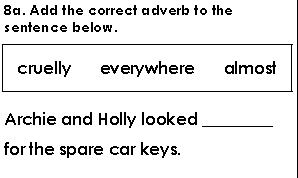 8a. Add the correct adverb to the
sentence below.
cruelly everywhere almost
Archie and Holly looked ________
for the spare car keys.